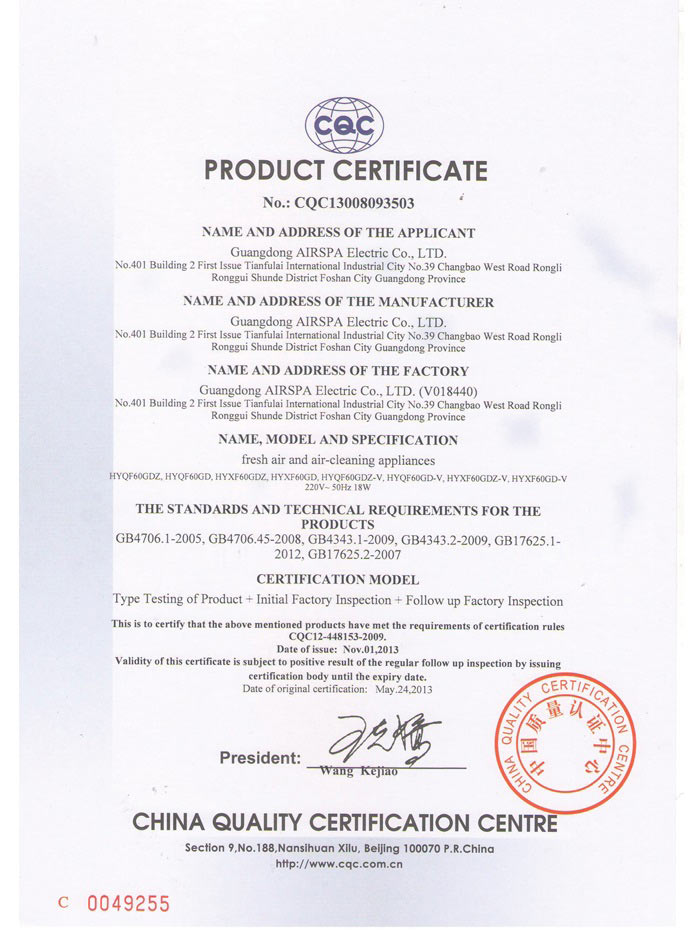 CQC
PRODUCT CERTIFICATE
No.: CQC13008093503
NAME AND ADDRESS OF THE APPLICANT
Guangdong AIRSPA Electric Co., LTD.
No.401 Building 2 First Issue Tianfulai International Industrial City No.39 Changbao West Road Rongli
Ronggui Shunde District Foshan City Guangdong Province
NAME AND ADDRESS OF THE MANUFACTURER
Guangdong AIRSPA Electric Co., LTD.
No.401 Building 2 First Issue Tianfulai International Industrial City No.39 Changbao West Road Rongli
Ronggui Shunde District Foshan City Guangdong Province
NAME AND ADDRESS OF THE FACTORY
Guangdong AIRSPA Electric Co., LTD. (V018440)
No.401 Building 2 First Issue Tianfulai International Industrial City No.39 Changbao West Road Rongli
Ronggui Shunde District Foshan City Guangdong Province
NAME, MODEL AND SPECIFICATION
fresh air and air-cleaning appliances
HYQF60GDZ, HYQF60GD, HYXF60GDZ, HYXF60GD, HYQF60GDZ-V, HYQF60GD-V, HYXF60GDZ-V, HYXF60GD-V
220V~ 50Hz 18W
THE STANDARDS AND TECHNICAL REQUIREMENTS FOR THE
PRODUCTS
GB4706.1-2005, GB4706.45-2008, GB4343.1-2009, GB4343.2-2009, GB17625.1-
2012, GB17625.2-2007
CERTIFICATION MODEL
Type Testing of Product + Initial Factory Inspection + Follow up Factory Inspection
This is to certify that the above mentioned products have met the requirements of certification rules
CQC12-448153-2009.
Date of issue: Nov.01,2013
Validity of this certificate is subject to positive result of the regular follow up inspection by issuing
certification body until the expiry date.
Date of original certification: May.24,2013
President:
Wang Kejiao
CHINA QUALITY CERTIFICATION CENTRE
中国质量认证中心
CHINA QUALITY CERTIFICATION CENTRE
Section 9,No.188,Nansihuan Xilu, Beijing 100070 P.R.China
http://www.cqc.com.cn
C 0049255